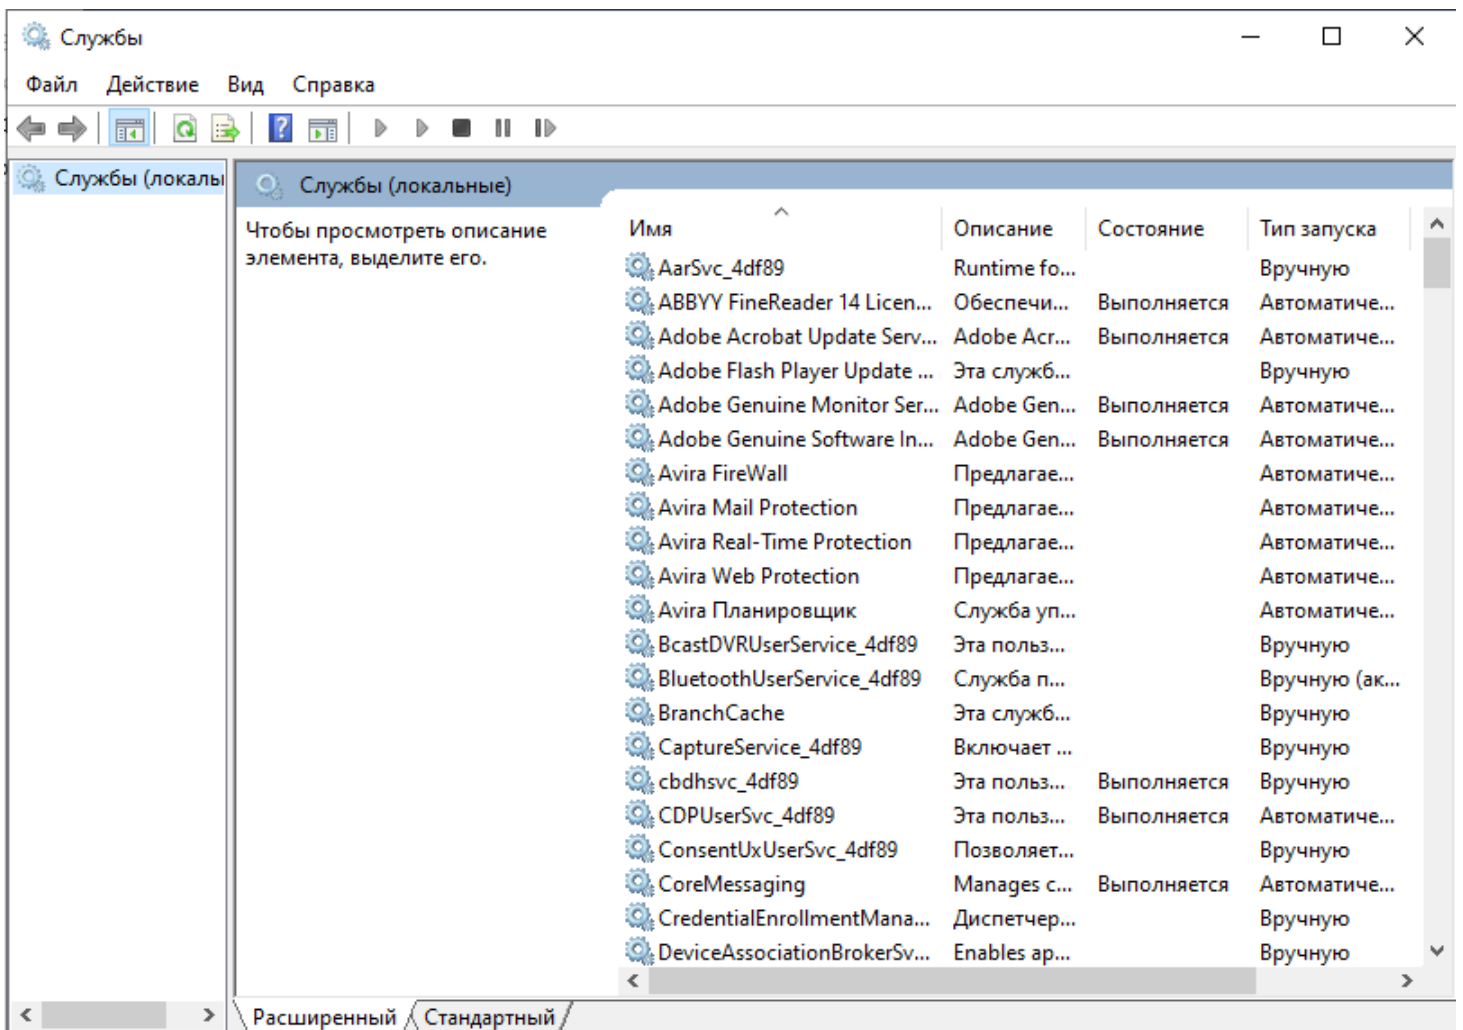 Службы
Файл Действие Вид Справка
Службы (локалы
Службы (локальные)
Чтобы просмотреть описание
элемента, выделите его.
Имя Описание Состояние Тип запуска
AarSvc_4df89 Runtime fo... Вручную
ABBYY FineReader 14 Licen... Обеспечи... Выполняется Автоматиче...
Adobe Acrobat Update Serv... Adobe Acr... Выполняется Автоматиче...
Adobe Flash Player Update ... Эта служб... Вручную
Adobe Genuine Monitor Ser... Adobe Gen... Выполняется Автоматиче...
Adobe Genuine Software In... Adobe Gen... Выполняется Автоматиче...
Avira FireWall Предлагае... Автоматиче...
Avira Mail Protection Предлагае... Автоматиче...
Avira Real-Time Protection Предлагае... Автоматиче...
Avira Web Protection Предлагае... Автоматиче...
Avira Планировщик Служба уп... Автоматиче...
BcastDVRUserService_4df89 Эта польз... Вручную
BluetoothUserService_4df89 Служба п... Вручную (ак...
BranchCache Эта служб... Вручную
CaptureService_4df89 Включает ... Вручную
cbdhsvc_4df89 Эта польз... Выполняется Вручную
CDPUserSvc_4df89 Эта польз... Выполняется Автоматиче...
ConsentUxUserSvc_4df89 Позволяет... Вручную
CoreMessaging Manages c... Выполняется Автоматиче...
CredentialEnrollmentMana... Диспетчер... Вручную
DeviceAssociationBrokerSv... Enables ap... Вручную
Расширенный Стандартный